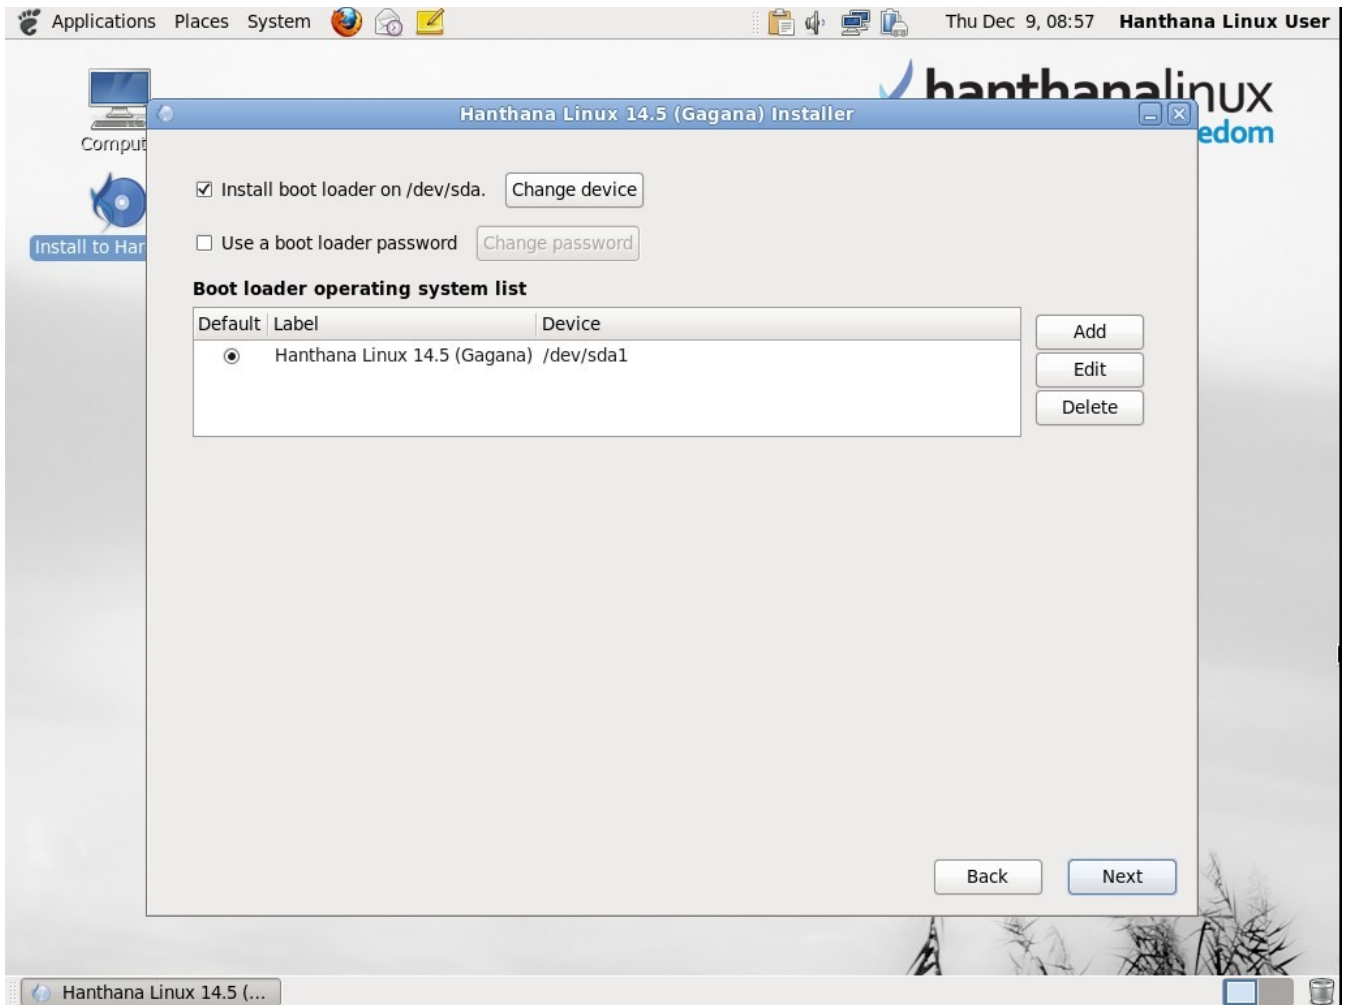 Applications Places System Thu Dec 9, 08:57 Hanthana Linux User
hanthanalinux
edom
Comput
Install to Har
Hanthana Linux 14.5 (Gagana) Installer
Install boot loader on /dev/sda. Change device
Use a boot loader password Change password
Boot loader operating system list
Default Label Device
Hanthana Linux 14.5 (Gagana) /dev/sda1
Add
Edit
Delete
Back Next
Hanthana Linux 14.5 (...